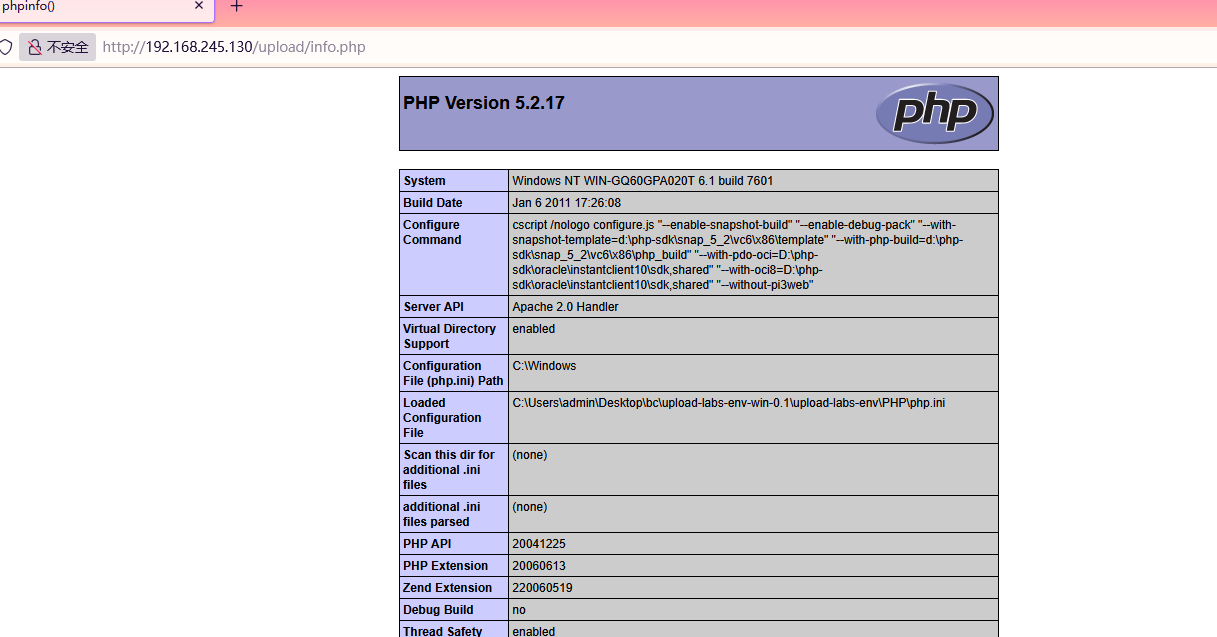 phpinfo()
不安全 http://192.168.245.130/upload/info.php
PHP Version 5.2.17
php
System Windows NT WIN-GQ60GPA020T 6.1 build 7601
Build Date Jan 6 2011 17:26:08
Configure
Command
cscript /nologo configure.js "--enable-snapshot-build" "--enable-debug-pack" "--with-
snapshot-template=d:\php-sdk\snap_5_2\vc6\x86\template" "--with-php-build=d:\php-
sdk\snap_5_2\vc6\x86\php_build" "--with-pdo-oci=D:\php-
sdk\oracle\instantclient10\sdk,shared" "--with-oci8=D:\php-
sdk\oracle\instantclient10\sdk,shared" "--without-pi3web"
Server API Apache 2.0 Handler
Virtual Directory
Support
enabled
Configuration
File (php.ini) Path
C:\Windows
Loaded
Configuration
File
C:\Users\admin\Desktop\bc\upload-labs-env-win-0.1\upload-labs-env\PHP\php.ini
Scan this dir for
additional .ini
files
(none)
additional .ini
files parsed
(none)
PHP API 20041225
PHP Extension 20060613
Zend Extension 220060519
Debug Build no
Thread Safety enabled